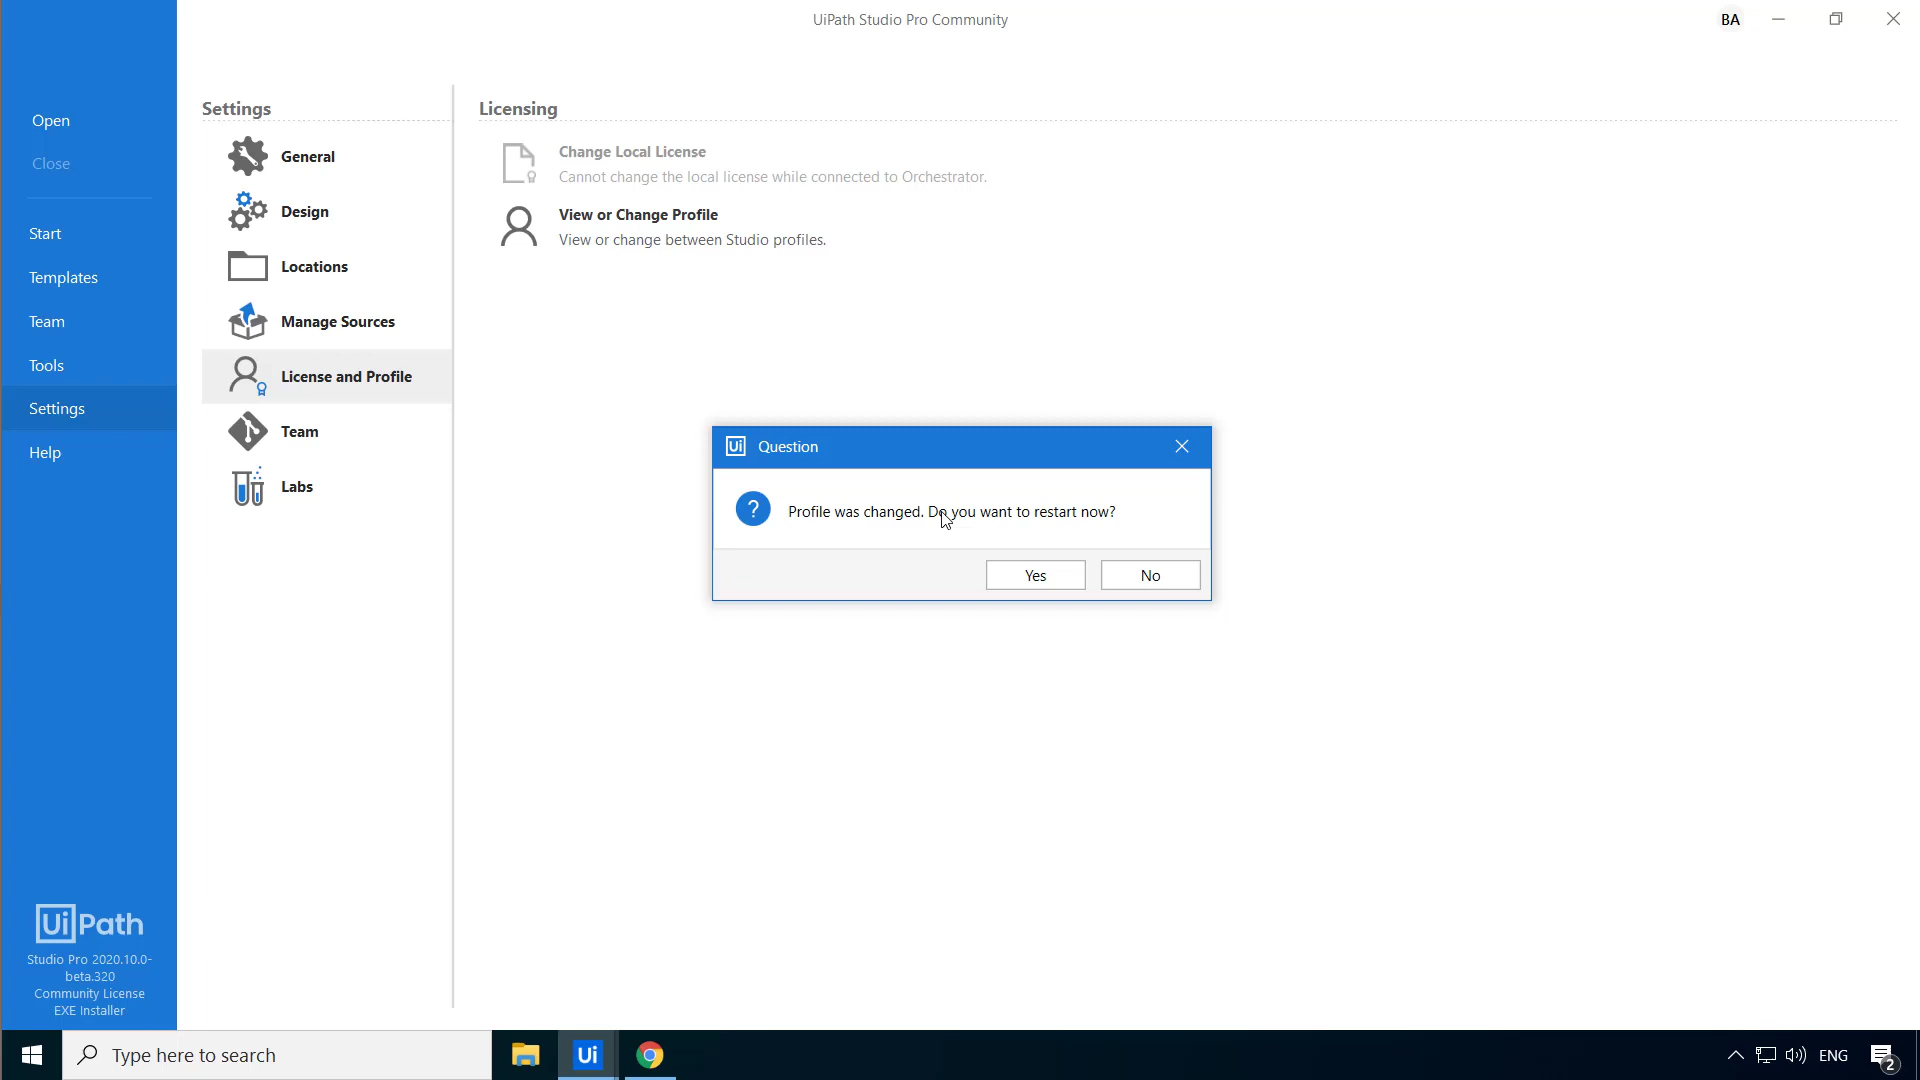 UiPath Studio Pro Community
BA
Open
Close
Start
Templates
Team
Tools
Settings
Help
UiPath
Studio Pro 2020.10.0-
beta.320
Community License
EXE Installer
Settings
General
Design
Locations
Manage Sources
License and Profile
Team
Labs
Licensing
Change Local License
Cannot change the local license while connected to Orchestrator.
View or Change Profile
View or change between Studio profiles.
Ui Question
? Profile was changed. Do you want to restart now?
Yes No
Type here to search
Ui
ENG
2